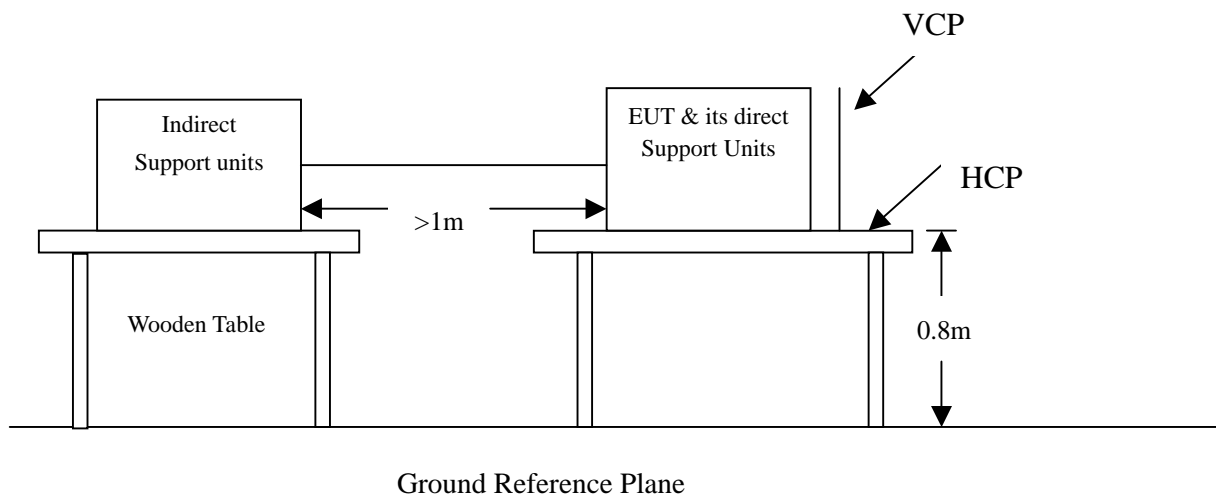 VCP
Indirect
Support units
EUT & its direct
Support Units
HCP
>1m
Wooden Table
0.8m
Ground Reference Plane